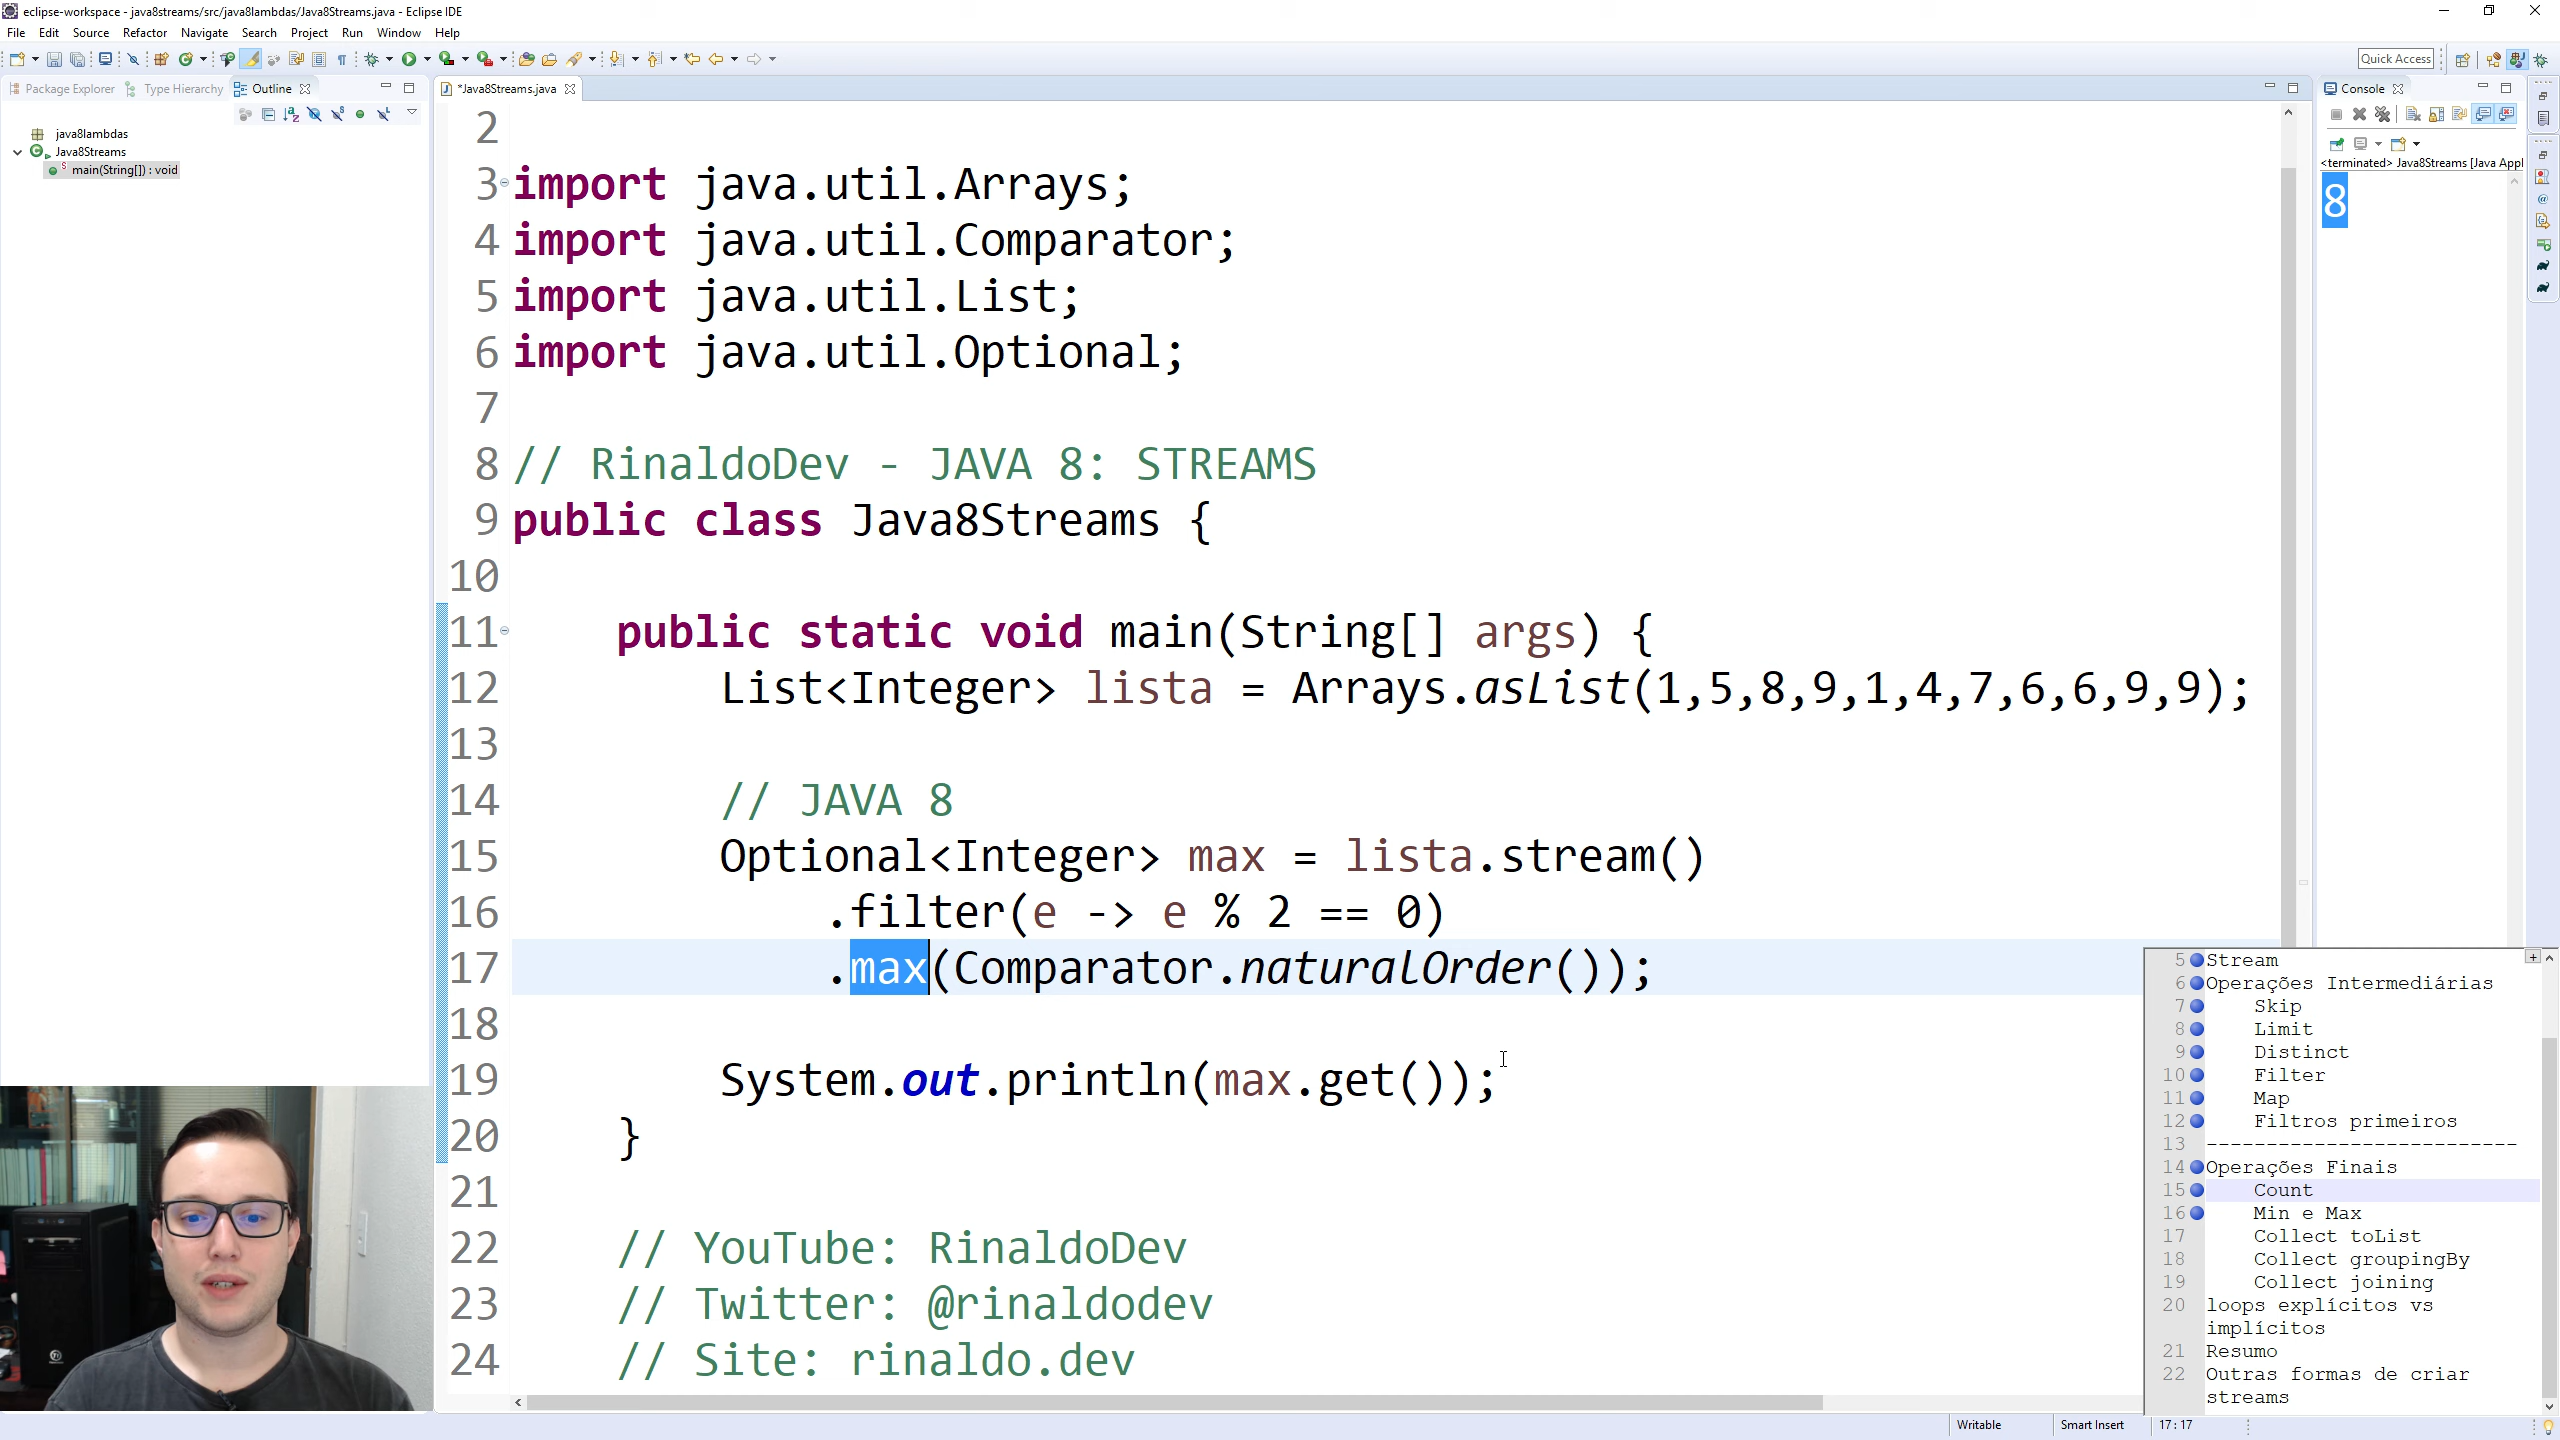 eclipse-workspace - java8streams/src/java8lambdas/Java8Streams.java - Eclipse IDE
File Edit Source Refactor Navigate Search Project Run Window Help
Quick Access
Package Explorer Type Hierarchy Outline
java8lambdas
Java8Streams
main(String[]) : void
*Java8Streams.java
2
3 import java.util.Arrays;
4 import java.util.Comparator;
5 import java.util.List;
6 import java.util.Optional;
7
8 // RinaldoDev - JAVA 8: STREAMS
9 public class Java8Streams {
10
11 public static void main(String[] args) {
12 List<Integer> lista = Arrays.asList(1,5,8,9,1,4,7,6,6,9,9);
13
14 // JAVA 8
15 Optional<Integer> max = lista.stream()
16 .filter(e -> e % 2 == 0)
17 .max(Comparator.naturalOrder());
18
19 System.out.println(max.get());
20 }
21
22 // YouTube: RinaldoDev
23 // Twitter: @rinaldodev
24 // Site: rinaldo.dev
Console
<terminated> Java8Streams [Java Appl
8
5 Stream
6 Operações Intermediárias
7 Skip
8 Limit
9 Distinct
10 Filter
11 Map
12 Filtros primeiros
13 --------------------------
14 Operações Finais
15 Count
16 Min e Max
17 Collect toList
18 Collect groupingBy
19 Collect joining
20 loops explícitos vs
implícitos
21 Resumo
22 Outras formas de criar
streams
Writable Smart Insert 17:17